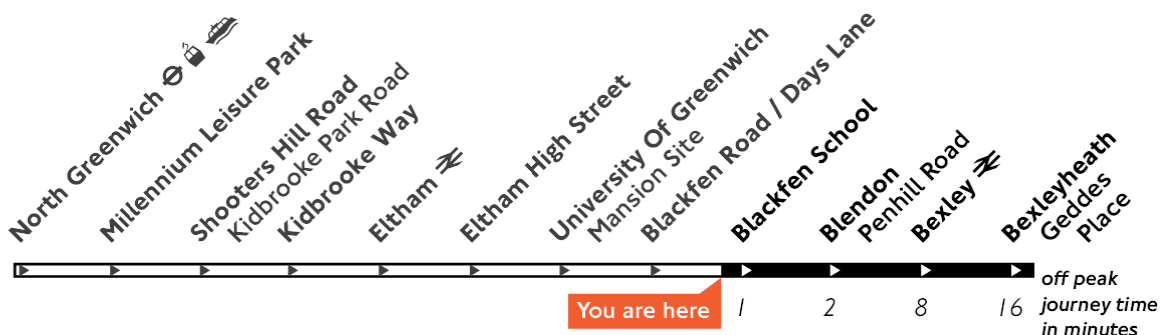 North Greenwich
Millennium Leisure Park
Shooters Hill Road
Kidbrooke Park Road
Kidbrooke Way
Eltham
Eltham High Street
University Of Greenwich
Mansion Site
Blackfen Road / Days Lane
Blackfen School
Blendon
Penhill Road
Bexley
Bexleyheath
Geddes
Place
You are here
1
2
8
16
off peak
journey time
in minutes